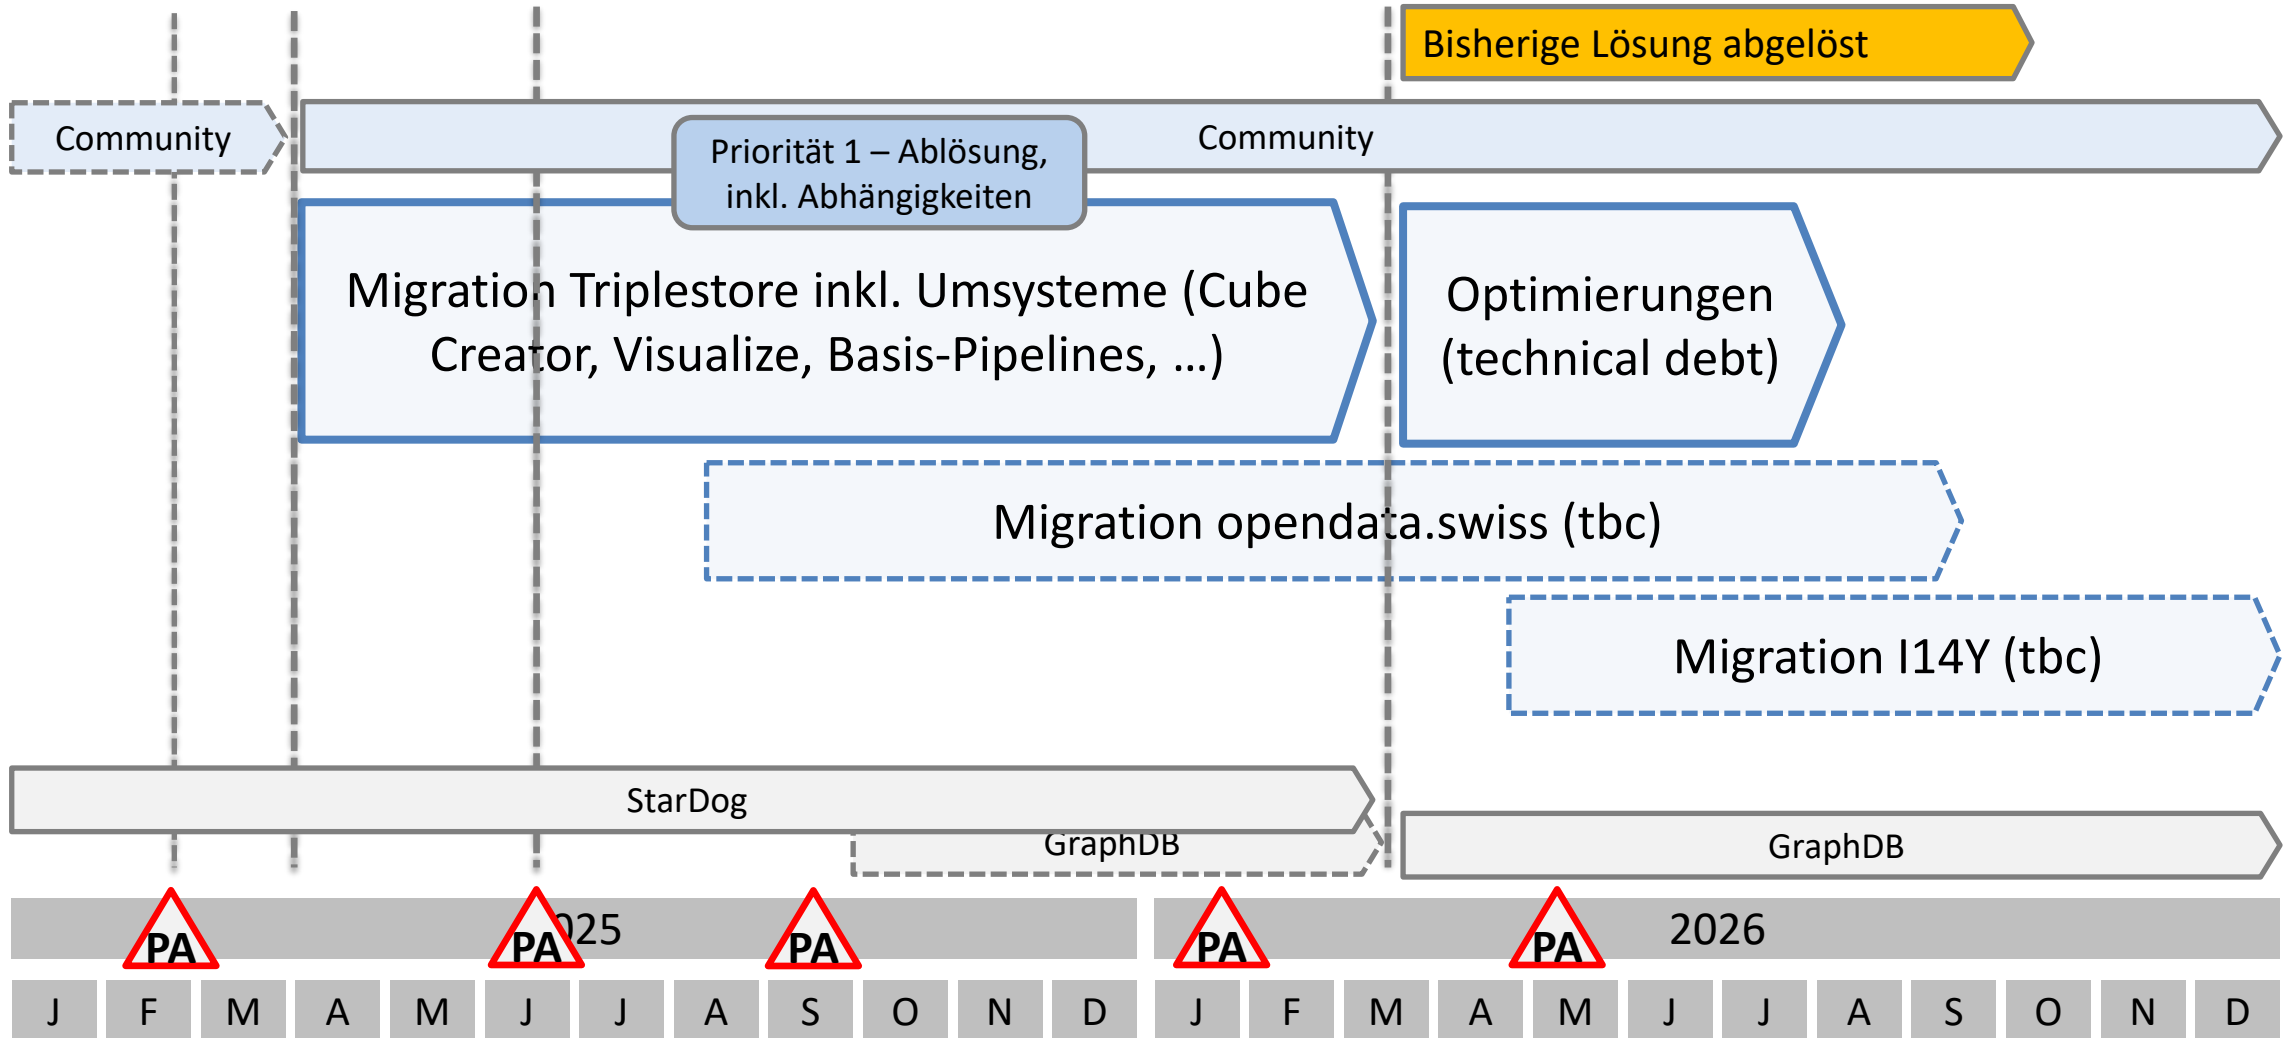 Bisherige Lösung abgelöst
Community
Community
Priorität 1 – Ablösung,
inkl. Abhängigkeiten
Migration Triplestore inkl. Umsysteme (Cube
Creator, Visualize, Basis-Pipelines, …)
Optimierungen
(technical debt)
Migration opendata.swiss (tbc)
Migration I14Y (tbc)
StarDog
GraphDB
GraphDB
PA
PA
025
PA
PA
PA
2026
J F M A M J J A S O N D J F M A M J J A S O N D